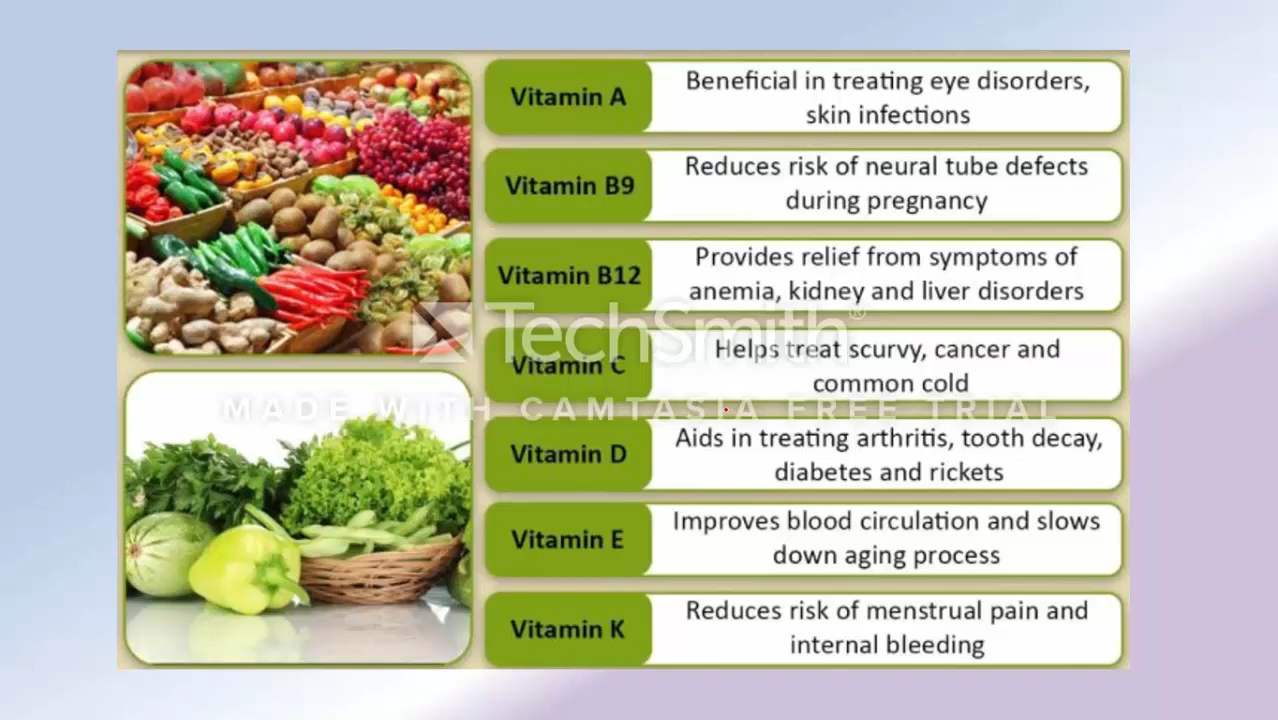 Vitamin A
Beneficial in treating eye disorders,
skin infections
Vitamin B9
Reduces risk of neural tube defects
during pregnancy
Vitamin B12
Provides relief from symptoms of
anemia, kidney and liver disorders
TechSmith®
Vitamin C
Helps treat scurvy, cancer and
common cold
MADE WITH CAMTASIA FREE TRIAL
Vitamin D
Aids in treating arthritis, tooth decay,
diabetes and rickets
Vitamin E
Improves blood circulation and slows
down aging process
Vitamin K
Reduces risk of menstrual pain and
internal bleeding